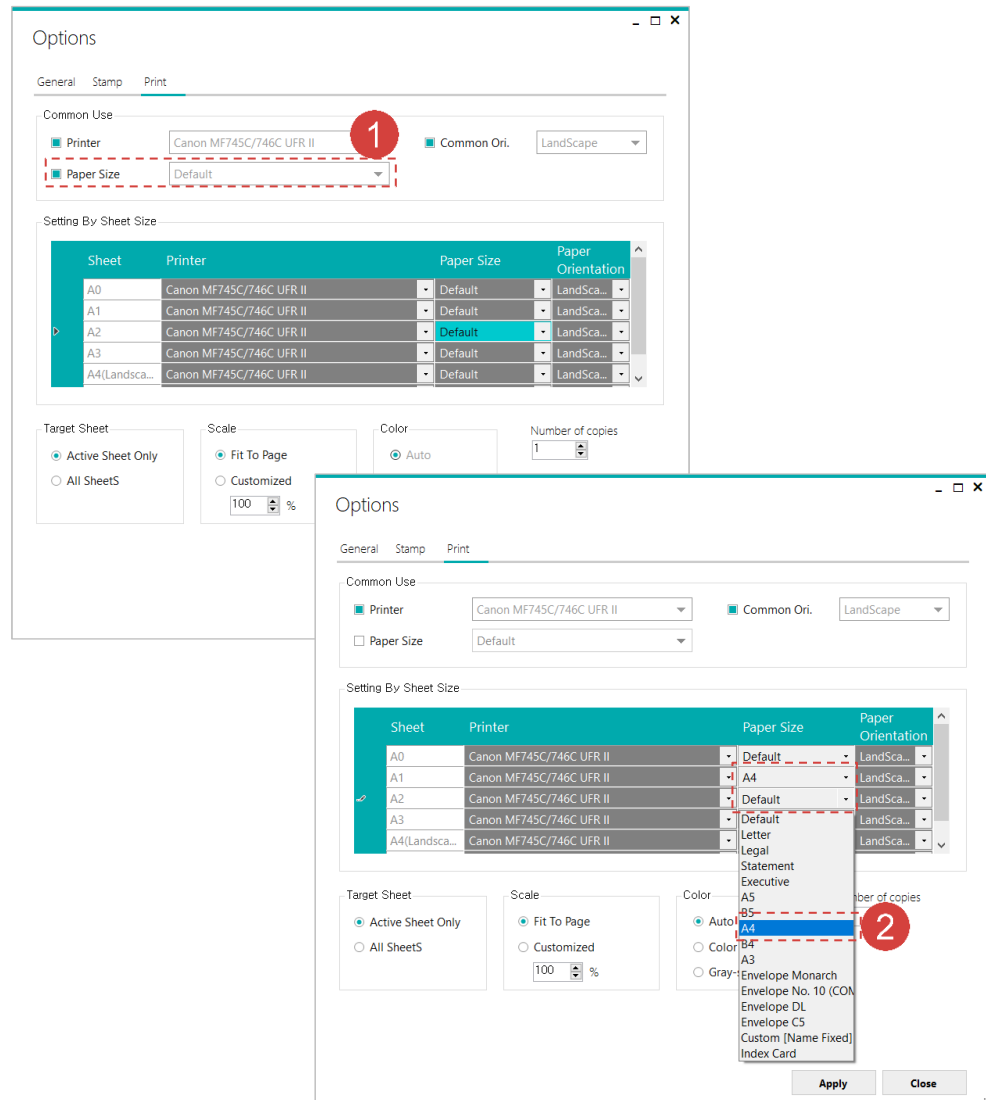 Options
General Stamp Print
Common Use
Printer Canon MF745C/746C UFR II 1 Common Ori. LandScape
Paper Size Default
Setting By Sheet Size
Sheet Printer Paper Size Paper Orientation
A0 Canon MF745C/746C UFR II Default LandSca...
A1 Canon MF745C/746C UFR II Default LandSca...
A2 Canon MF745C/746C UFR II Default LandSca...
A3 Canon MF745C/746C UFR II Default LandSca...
A4(Landsca... Canon MF745C/746C UFR II Default LandSca...
Target Sheet Scale Color Number of copies
Active Sheet Only Fit To Page Auto 1
All SheetS Customized
100 %
Options
General Stamp Print
Common Use
Printer Canon MF745C/746C UFR II Common Ori. LandScape
Paper Size Default
Setting By Sheet Size
Sheet Printer Paper Size Paper Orientation
A0 Canon MF745C/746C UFR II Default LandSca...
A1 Canon MF745C/746C UFR II A4 LandSca...
A2 Canon MF745C/746C UFR II Default LandSca...
A3 Canon MF745C/746C UFR II LandSca...
A4(Landsca... Canon MF745C/746C UFR II LandSca...
Default
Letter
Legal
Statement
Executive
A5
B5
A4 2
B4
A3
Envelope Monarch
Envelope No. 10 (COM
Envelope DL
Envelope C5
Custom [Name Fixed]
Index Card
Target Sheet Scale Color ber of copies
Active Sheet Only Fit To Page Auto
All SheetS Customized Color
100 % Gray-
Apply Close